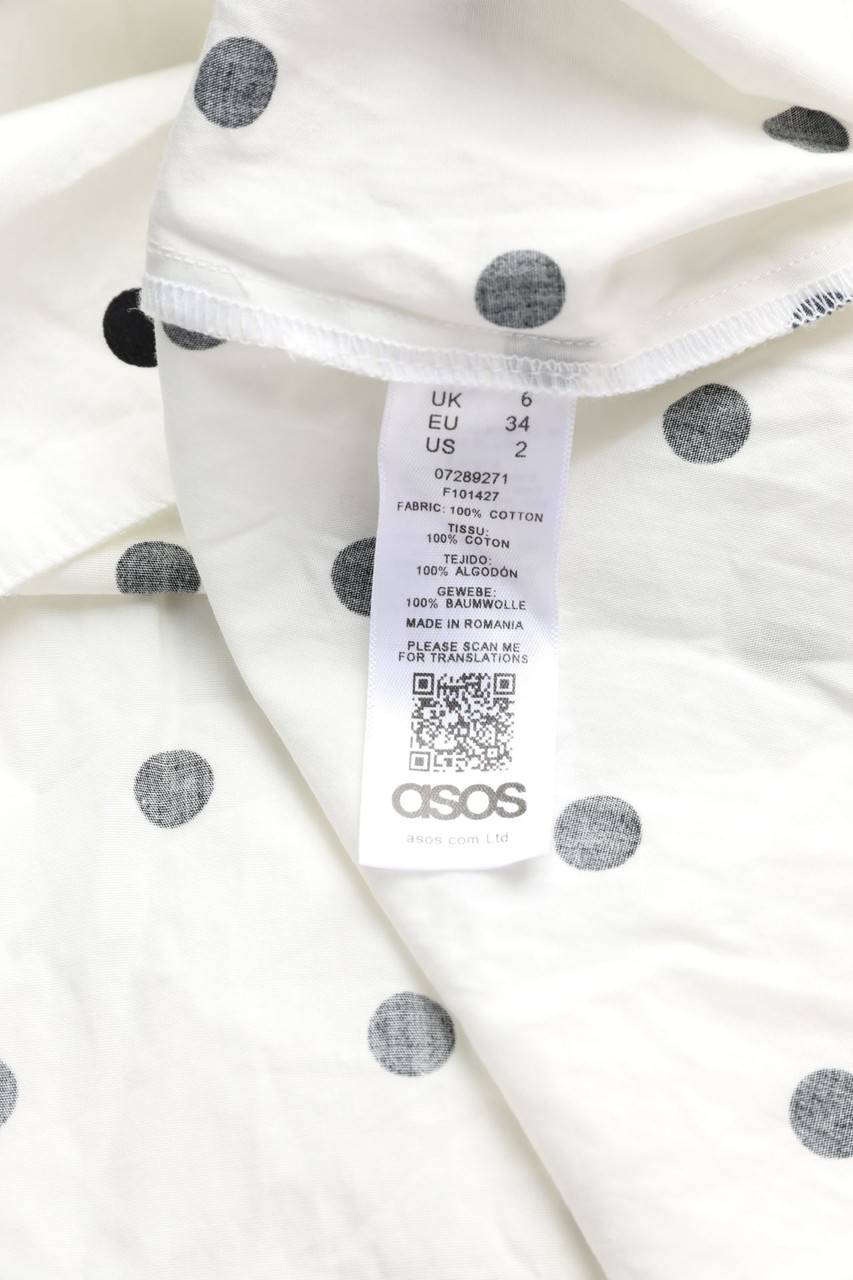 UK 6
EU 34
US 2
07289271
F101427
FABRIC: 100% COTTON
TISSU:
100% COTON
TEJIDO:
100% ALGODÓN
GEWEBE:
100% BAUMWOLLE
MADE IN ROMANIA
PLEASE SCAN ME
FOR TRANSLATIONS
asos
asos.com Ltd